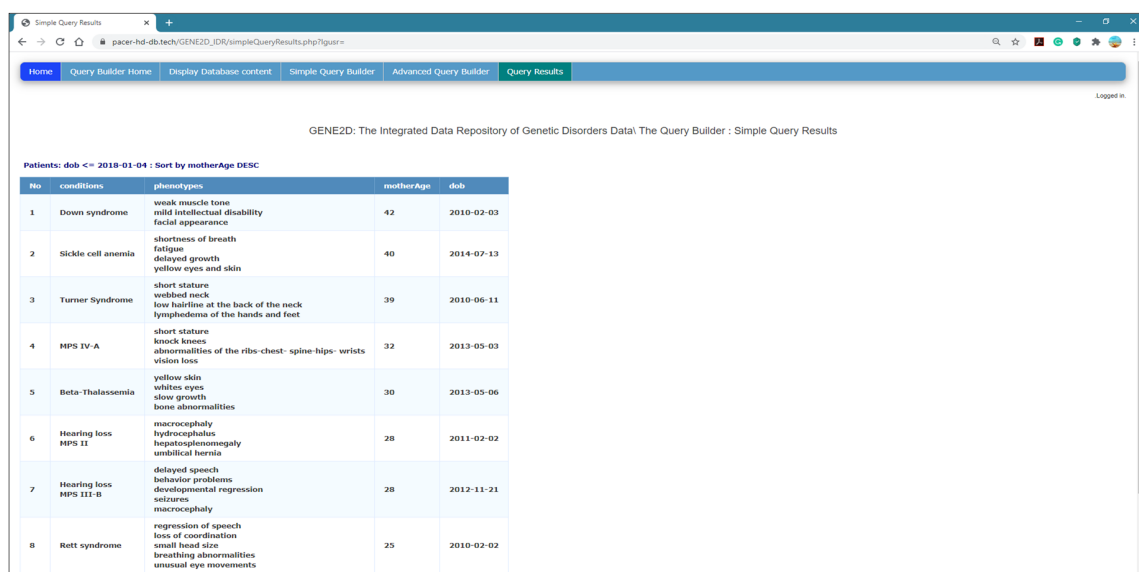 Simple Query Results
pacer-hd-db.tech/GENE2D_IDR/simpleQueryResults.php?lgusr=
Home Query Builder Home Display Database content Simple Query Builder Advanced Query Builder Query Results
Logged in.
GENE2D: The Integrated Data Repository of Genetic Disorders Data\ The Query Builder : Simple Query Results
Patients: dob <= 2018-01-04 : Sort by motherAge DESC
No conditions phenotypes motherAge dob
1 Down syndrome weak muscle tone 42 2010-02-03
mild intellectual disability
facial appearance
2 Sickle cell anemia shortness of breath 40 2014-07-13
fatigue
delayed growth
yellow eyes and skin
3 Turner Syndrome short stature 39 2010-06-11
webbed neck
low hairline at the back of the neck
lymphedema of the hands and feet
4 MPS IV-A short stature 32 2013-05-03
knock knees
abnormalities of the ribs-chest- spine-hips- wrists
vision loss
5 Beta-Thalassemia yellow skin 30 2013-05-06
whites eyes
slow growth
bone abnormalities
6 Hearing loss macrocephaly 28 2011-02-02
MPS II hydrocephalus
hepatosplenomegaly
umbilical hernia
7 Hearing loss delayed speech 28 2012-11-21
MPS III-B behavior problems
developmental regression
seizures
macrocephaly
8 Rett syndrome regression of speech 25 2010-02-02
loss of coordination
small head size
breathing abnormalities
unusual eye movements